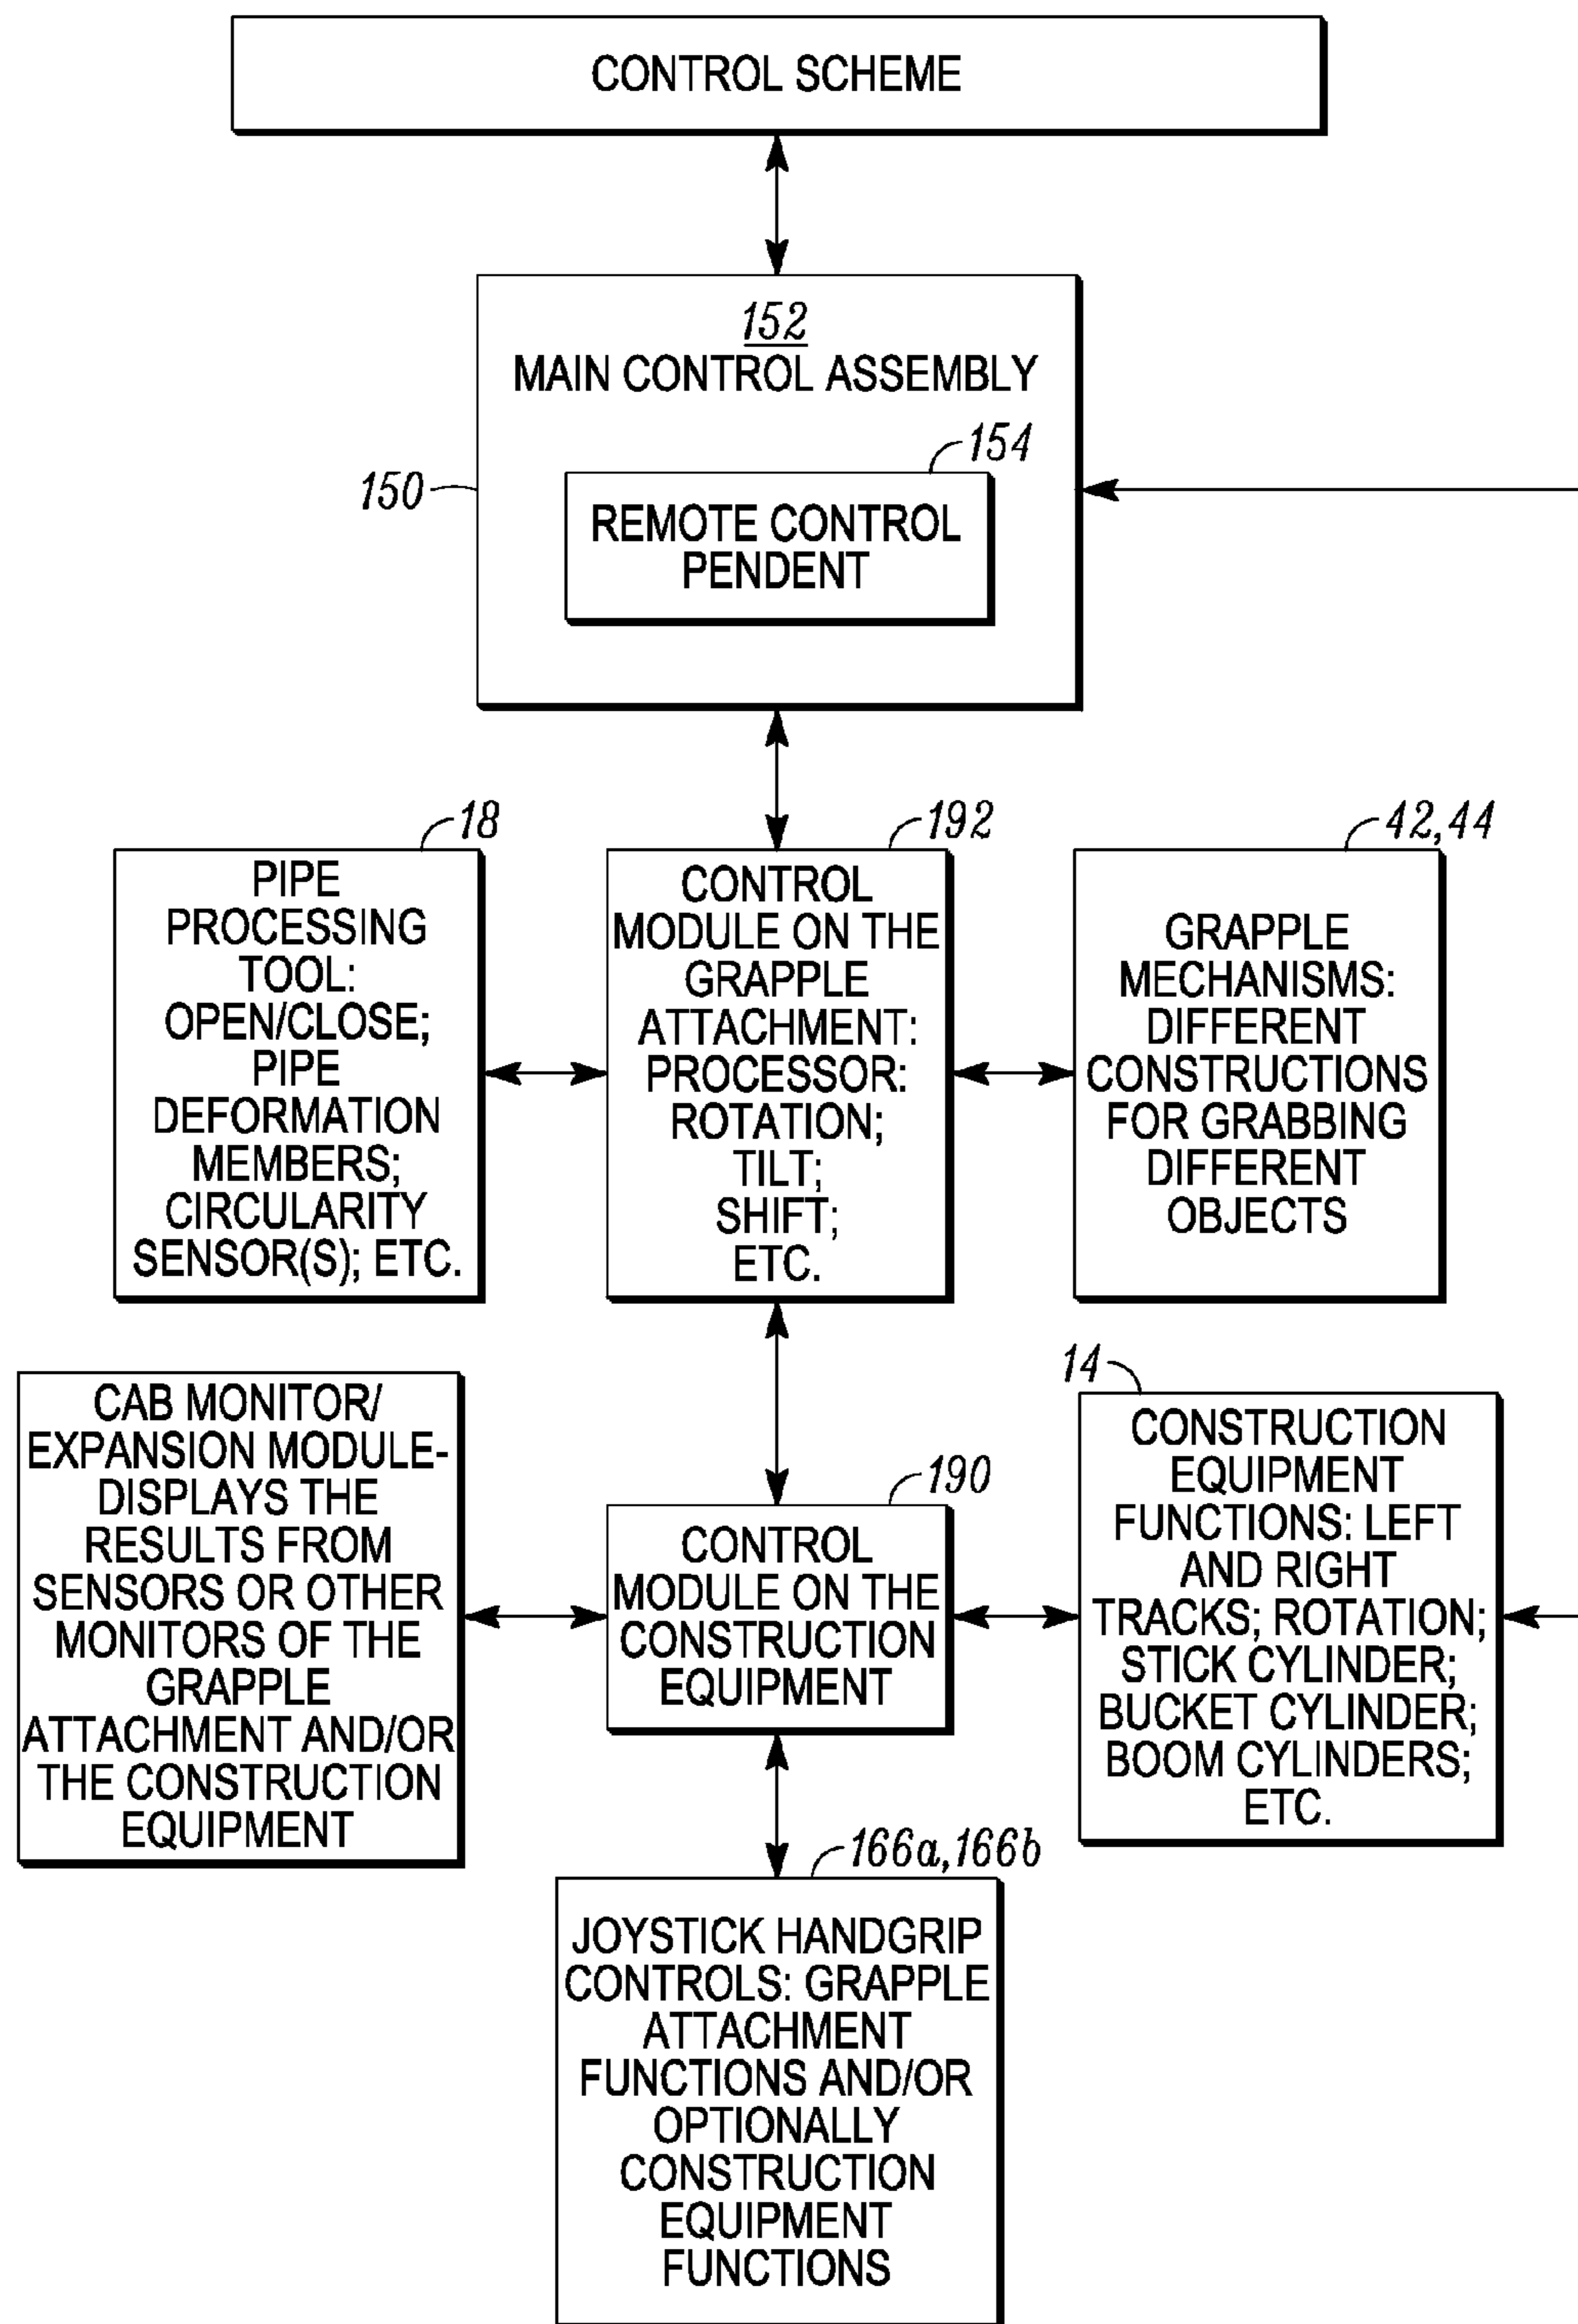 CONTROL SCHEME
152
MAIN CONTROL ASSEMBLY
154
150
REMOTE CONTROL
PENDENT
18
PIPE
PROCESSING
TOOL:
OPEN/CLOSE;
PIPE
DEFORMATION
MEMBERS;
CIRCULARITY
SENSOR(S); ETC.
192
CONTROL
MODULE ON THE
GRAPPLE
ATTACHMENT:
PROCESSOR:
ROTATION;
TILT;
SHIFT;
ETC.
42,44
GRAPPLE
MECHANISMS:
DIFFERENT
CONSTRUCTIONS
FOR GRABBING
DIFFERENT
OBJECTS
CAB MONITOR/
EXPANSION MODULE-
DISPLAYS THE
RESULTS FROM
SENSORS OR OTHER
MONITORS OF THE
GRAPPLE
ATTACHMENT AND/OR
THE CONSTRUCTION
EQUIPMENT
190
CONTROL
MODULE ON THE
CONSTRUCTION
EQUIPMENT
14
CONSTRUCTION
EQUIPMENT
FUNCTIONS: LEFT
AND RIGHT
TRACKS; ROTATION;
STICK CYLINDER;
BUCKET CYLINDER;
BOOM CYLINDERS;
ETC.
166a,166b
JOYSTICK HANDGRIP
CONTROLS: GRAPPLE
ATTACHMENT
FUNCTIONS AND/OR
OPTIONALLY
CONSTRUCTION
EQUIPMENT
FUNCTIONS